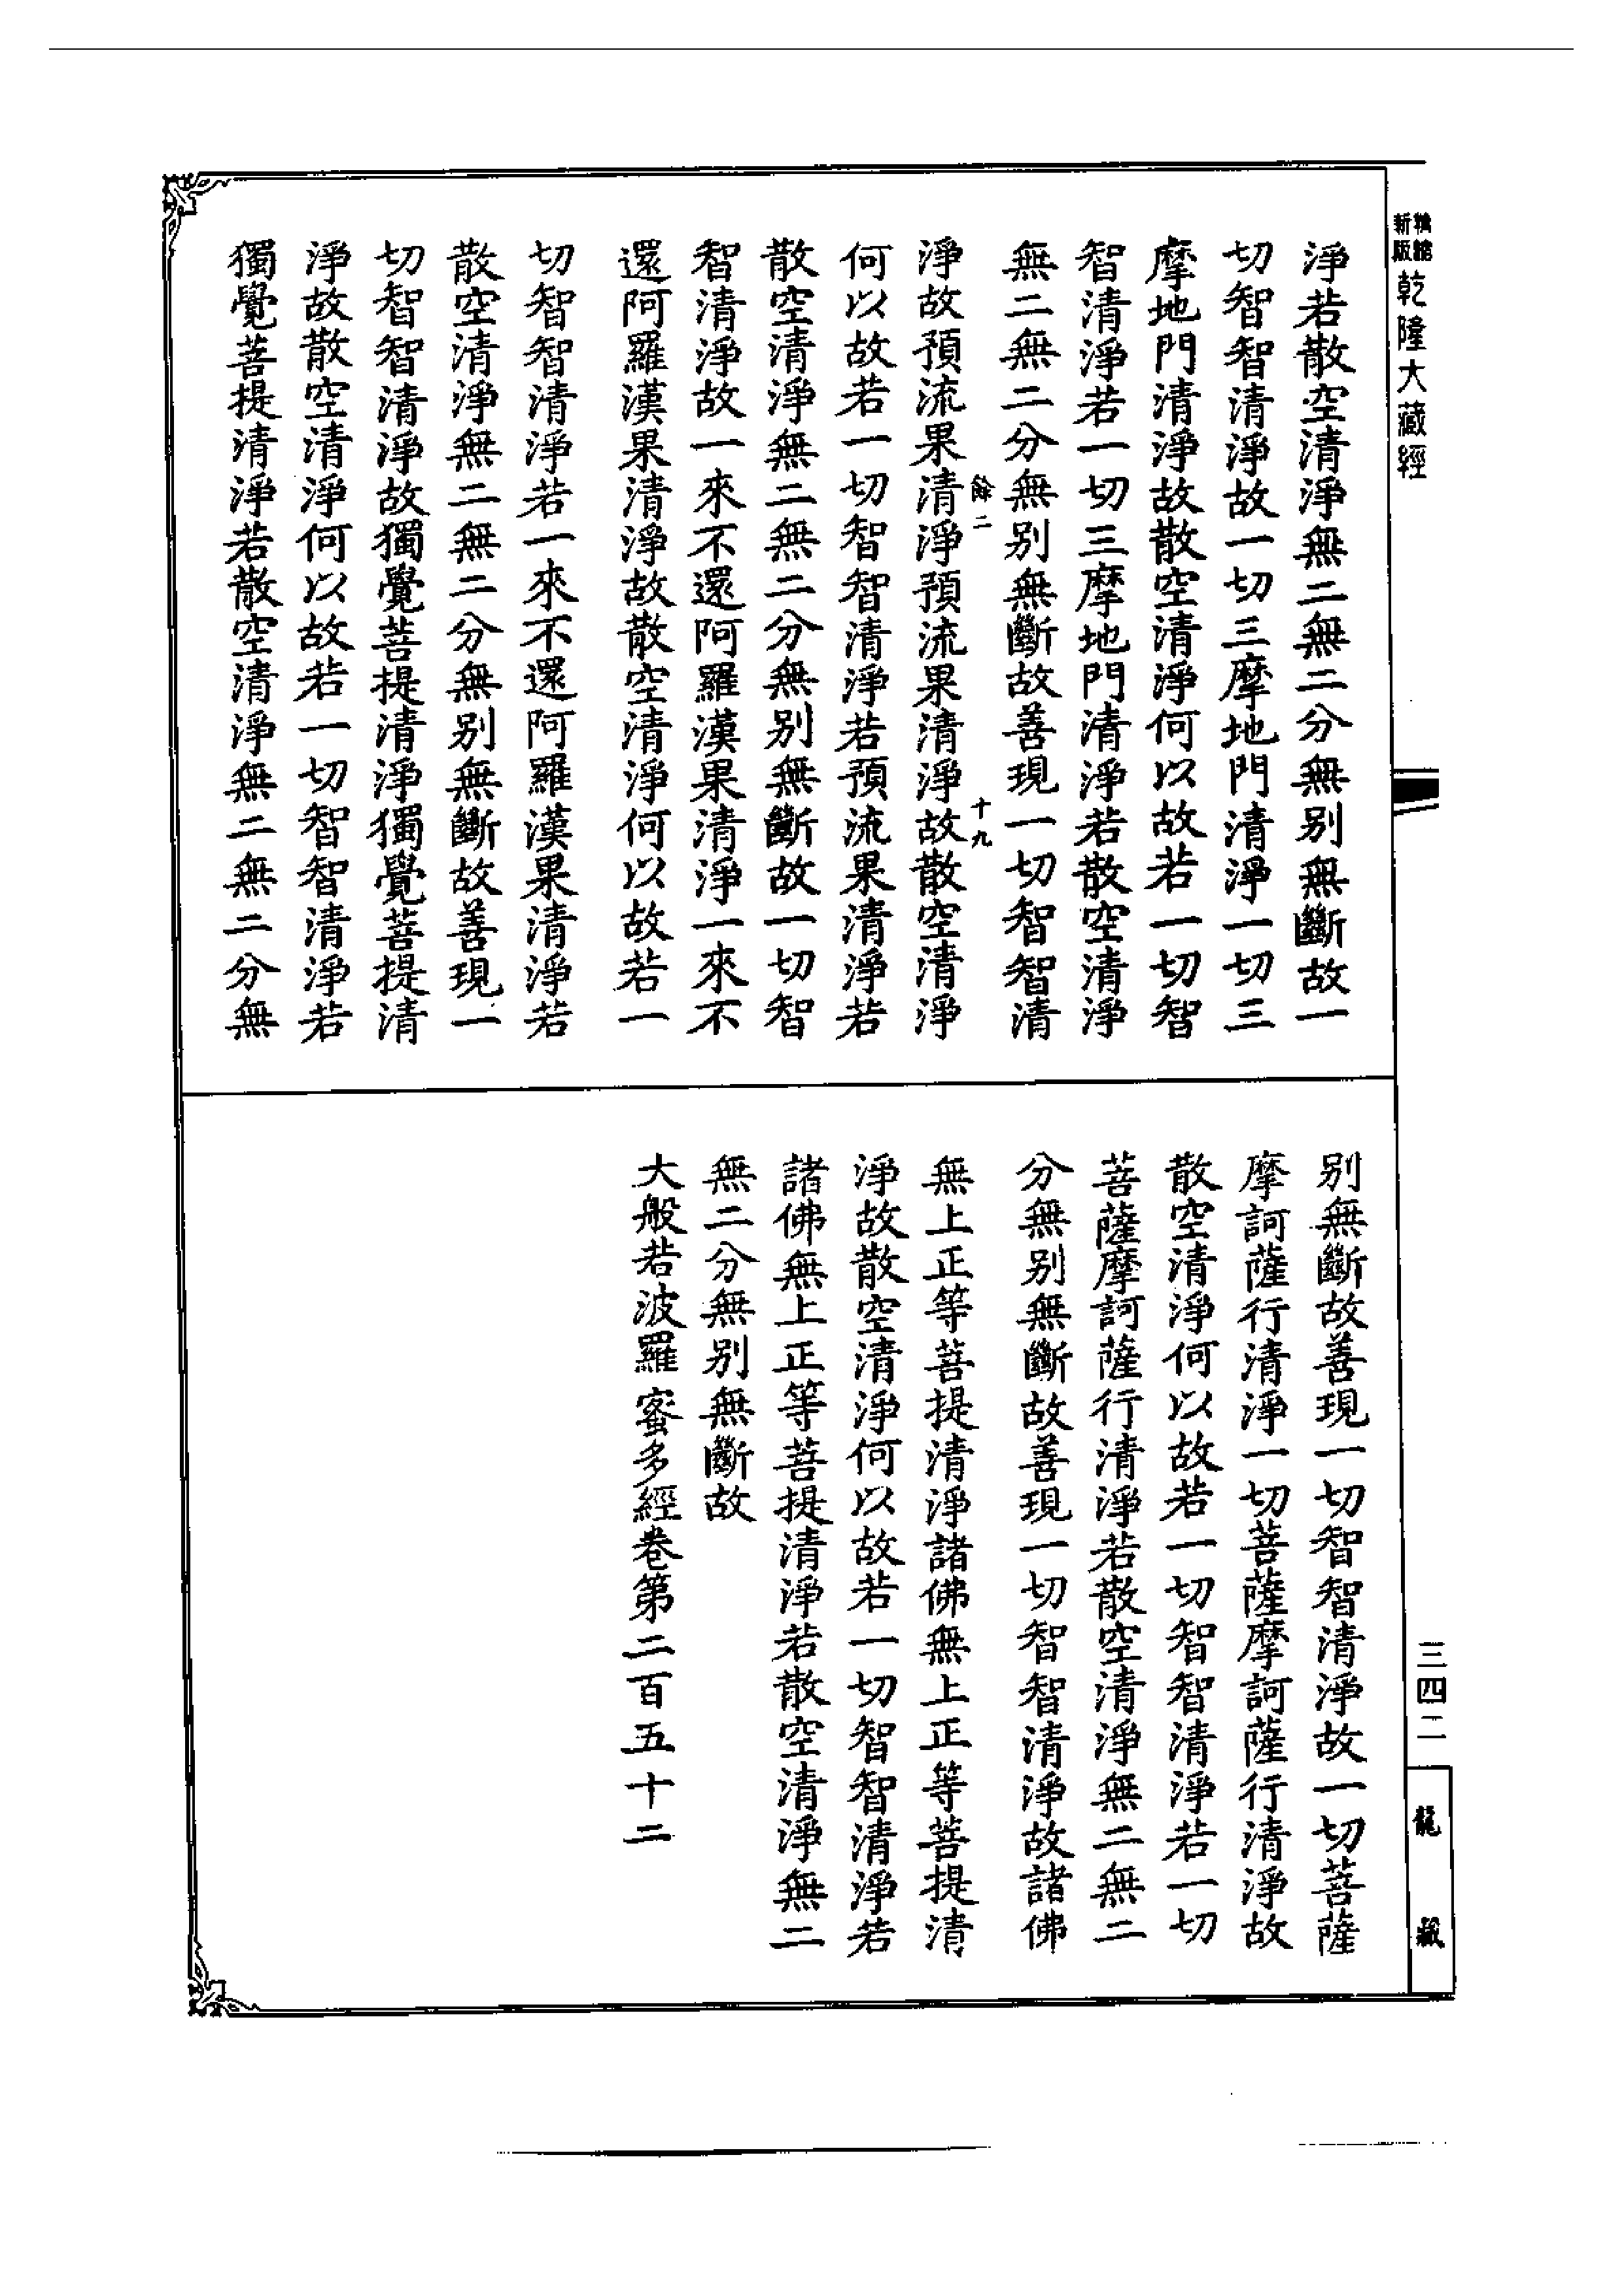 乾隆大藏經
淨若散空清淨無二無二分無別無斷故一
切智智清淨故一切三摩地門清淨一切三
摩地門清淨故散空清淨何以故若一切智
智清淨若一切三摩地門清淨若散空清淨
無二無二分無別無斷故善現一切智智清
餘二
十九
淨故預流果清淨預流果清淨故散空清淨
何以故若一切智智清淨若預流果清淨若
散空清淨無二無二分無別無斷故一切智
智清淨故一來不還阿羅漢果清淨一來不
還阿羅漢果清淨故散空清淨何以故若一
切智智清淨若一來不還阿羅漢果清淨若
散空清淨無二無二分無別無斷故善現一
切智智清淨故獨覺菩提清淨獨覺菩提清
淨故散空清淨何以故若一切智智清淨若
獨覺菩提清淨若散空清淨無二無二分無
別無斷故善現一切智智清淨故一切菩薩
摩訶薩行清淨一切菩薩摩訶薩行清淨故
散空清淨何以故若一切智智清淨若一切
菩薩摩訶薩行清淨若散空清淨無二無二
分無別無斷故善現一切智智清淨故諸佛
無上正等菩提清淨諸佛無上正等菩提清
淨故散空清淨何以故若一切智智清淨若
諸佛無上正等菩提清淨若散空清淨無二
無二分無別無斷故
大般若波羅蜜多經卷第二百五十二
三四二
龍藏